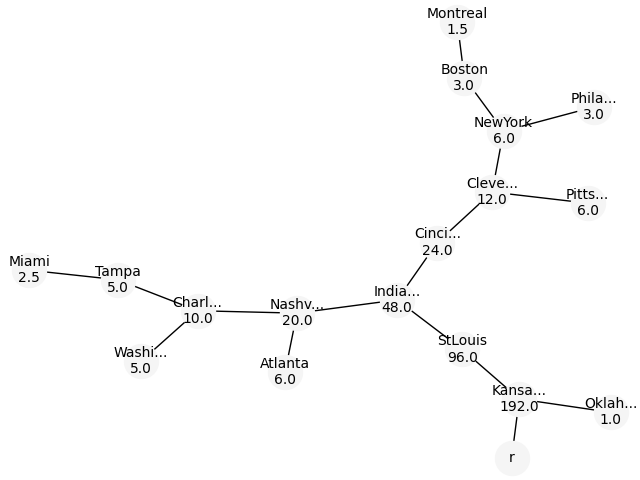 Montreal
1.5
Boston
3.0
Phila...
3.0
NewYork
6.0
Cleve...
12.0
Pitts...
6.0
Cinci...
24.0
Miami
2.5
Tampa
5.0
Charl...
10.0
Nashv...
20.0
India...
48.0
StLouis
96.0
Washi...
5.0
Atlanta
6.0
Kansa...
192.0
Oklah...
1.0
r